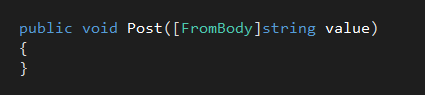 public void Post([FromBody]string value)
{
}